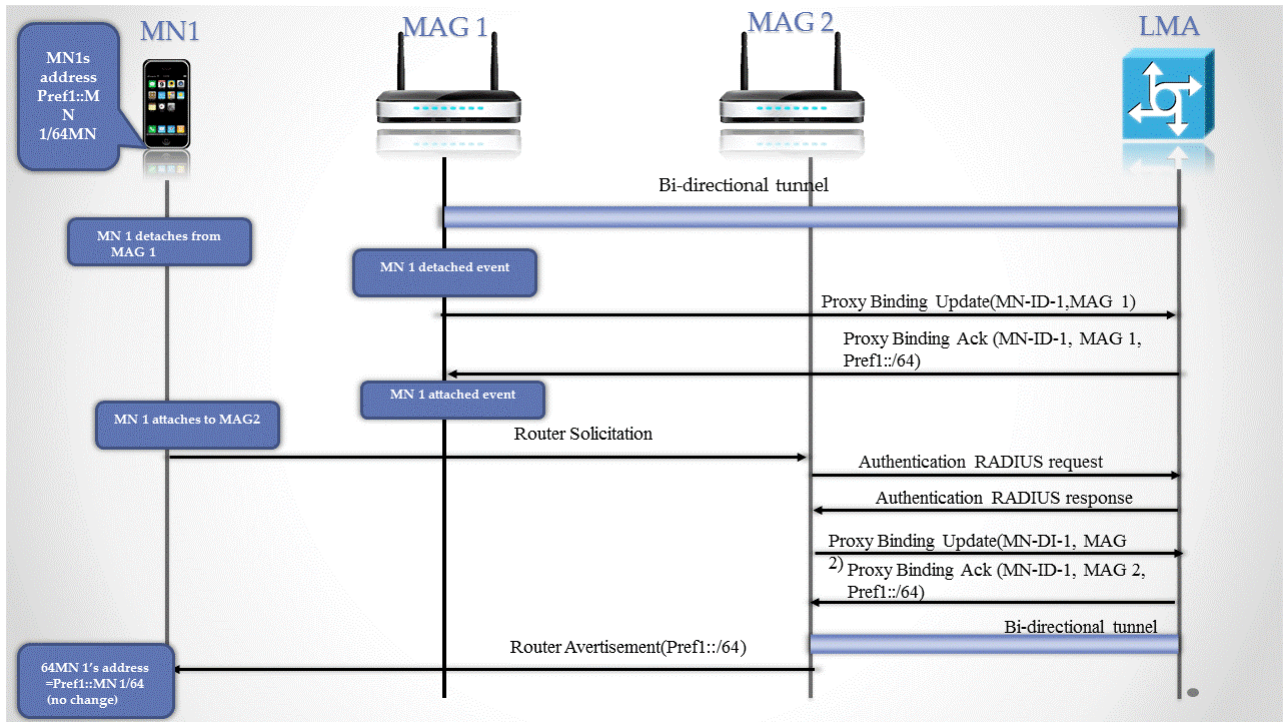 MN1
MAG 1
MAG 2
LMA
MN1s
address
Pref1::M
N
1/64MN
Bi-directional tunnel
MN 1 detaches from
MAG 1
MN 1 detached event
Proxy Binding Update(MN-ID-1,MAG 1)
Proxy Binding Ack (MN-ID-1, MAG 1,
Pref1::/64)
MN 1 attached event
MN 1 attaches to MAG2
Router Solicitation
Authentication RADIUS request
Authentication RADIUS response
Proxy Binding Update(MN-DI-1, MAG
2)
Proxy Binding Ack (MN-ID-1, MAG 2,
Pref1::/64)
Bi-directional tunnel
Router Advertisement(Pref1::/64)
64MN 1's address
=Pref1::MN 1/64
(no change)